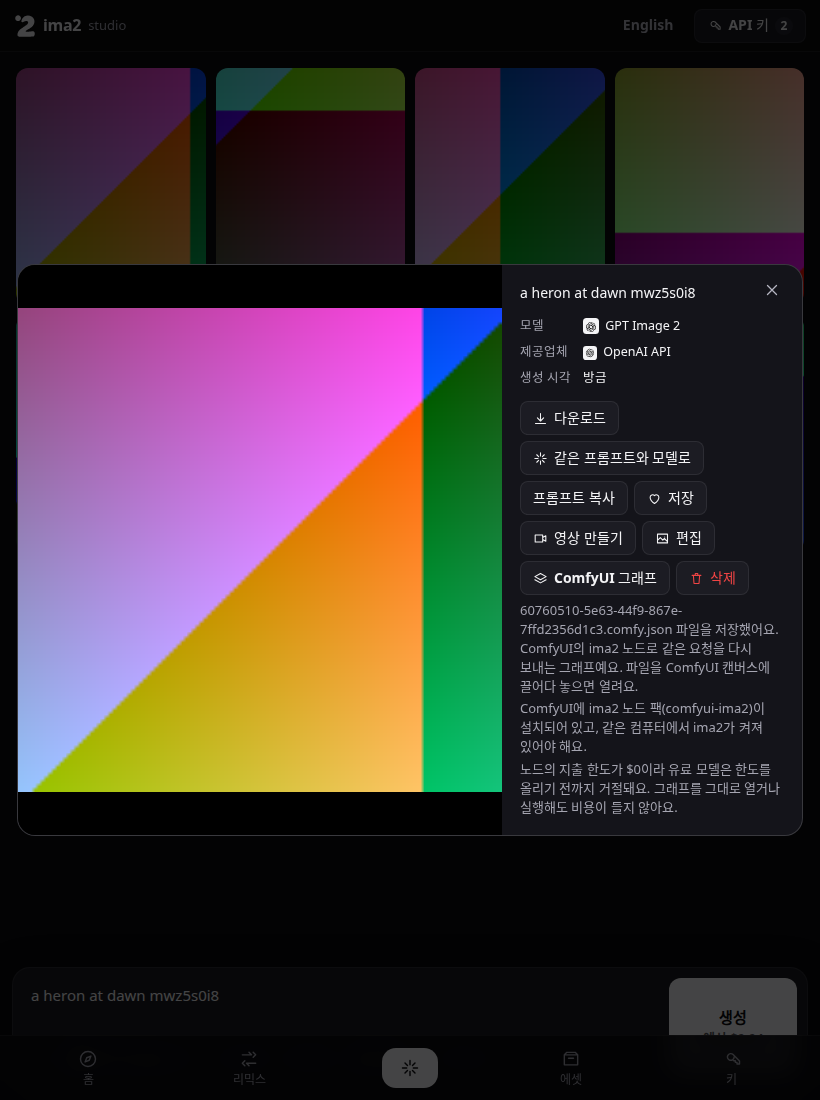 ima2 studio
English
API 키 2
a heron at dawn mwz5s0i8
모델 GPT Image 2
제공업체 OpenAI API
생성 시각 방금
다운로드
같은 프롬프트와 모델로
프롬프트 복사
저장
영상 만들기
편집
ComfyUI 그래프
삭제
60760510-5e63-44f9-867e-
7ffd2356d1c3.comfy.json 파일을 저장했어요.
ComfyUI의 ima2 노드로 같은 요청을 다시
보내는 그래프예요. 파일을 ComfyUI 캔버스에
끌어다 놓으면 열려요.
ComfyUI에 ima2 노드 팩(comfyui-ima2)이
설치되어 있고, 같은 컴퓨터에서 ima2가 켜져
있어야 해요.
노드의 지출 한도가 $0이라 유료 모델은 한도를
올리기 전까지 거절돼요. 그래프를 그대로 열거나
실행해도 비용이 들지 않아요.
a heron at dawn mwz5s0i8
생성
홈
리믹스
에셋
키